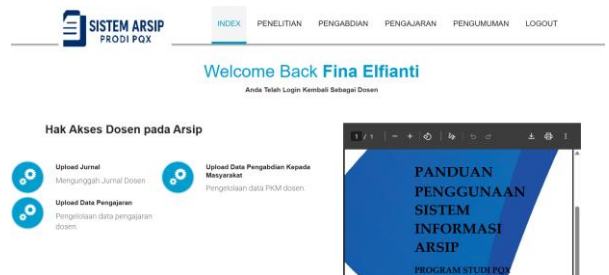 SISTEM ARSIP
PRODI PQX
INDEX PENELITIAN PENGABDIAN PENGAJARAN PENGUMUMAN LOGOUT
Welcome Back Fina Elfianti
Anda Telah Login Kembali Sebagai Dosen
Hak Akses Dosen pada Arsip
Upload Jurnal
Mengunggah Jurnal Dosen
Upload Data Pengabdian Kepada
Masyarakat
Pengelolaan data PKM dosen.
Upload Data Pengajaran
Pengelolaan data pengajaran
dosen.
1 / 1
PANDUAN
PENGGUNAAN
SISTEM
INFORMASI
ARSIP
PROGRAM STUDI PQX